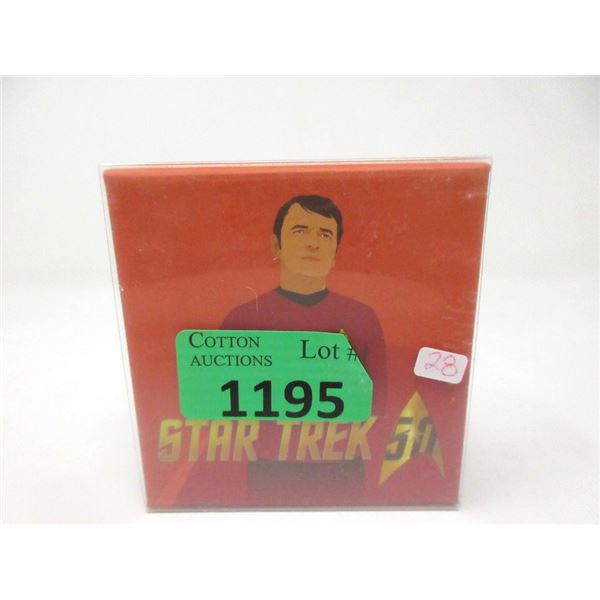 COTTON
AUCTIONS
Lot #
1195
28
STAR TREK 50